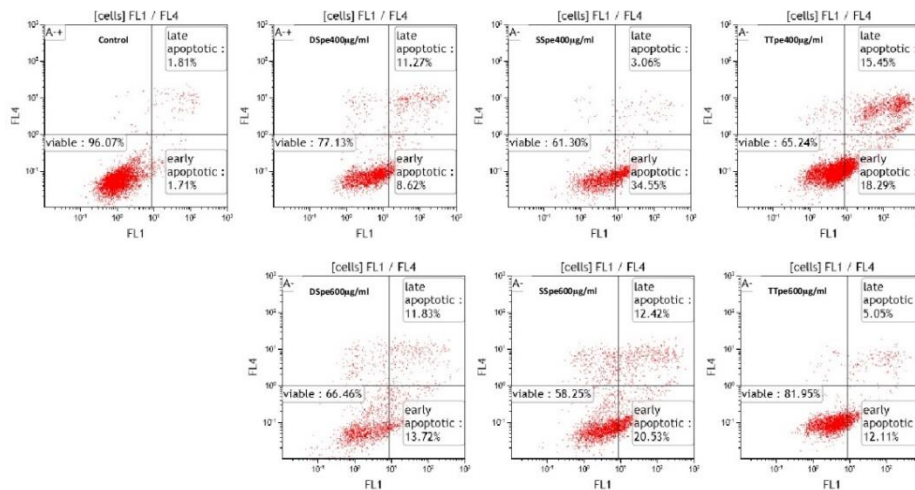 [cells] FL1 / FL4
A-+
Control
late
apoptotic :
1.81%
viable : 96.07%
early
apoptotic :
1.71%
FL4
FL1
[cells] FL1 / FL4
A-+
DSpe400µg/ml
late
apoptotic :
11.27%
viable : 77.13%
early
apoptotic :
8.62%
FL4
FL1
[cells] FL1 / FL4
A-
SSpe400µg/ml
late
apoptotic :
3.06%
viable : 61.30%
early
apoptotic :
34.55%
FL4
FL1
[cells] FL1 / FL4
A-
TTpe400µg/ml
late
apoptotic :
15.45%
viable : 65.24%
early
apoptotic :
18.29%
FL4
FL1
[cells] FL1 / FL4
A-
DSpe600µg/ml
late
apoptotic :
11.83%
viable : 66.46%
early
apoptotic :
13.72%
FL4
FL1
[cells] FL1 / FL4
A-
SSpe600µg/ml
late
apoptotic :
12.42%
viable : 58.25%
early
apoptotic :
20.53%
FL4
FL1
[cells] FL1 / FL4
A-
TTpe600µg/ml
late
apoptotic :
5.05%
viable : 81.95%
early
apoptotic :
12.11%
FL4
FL1